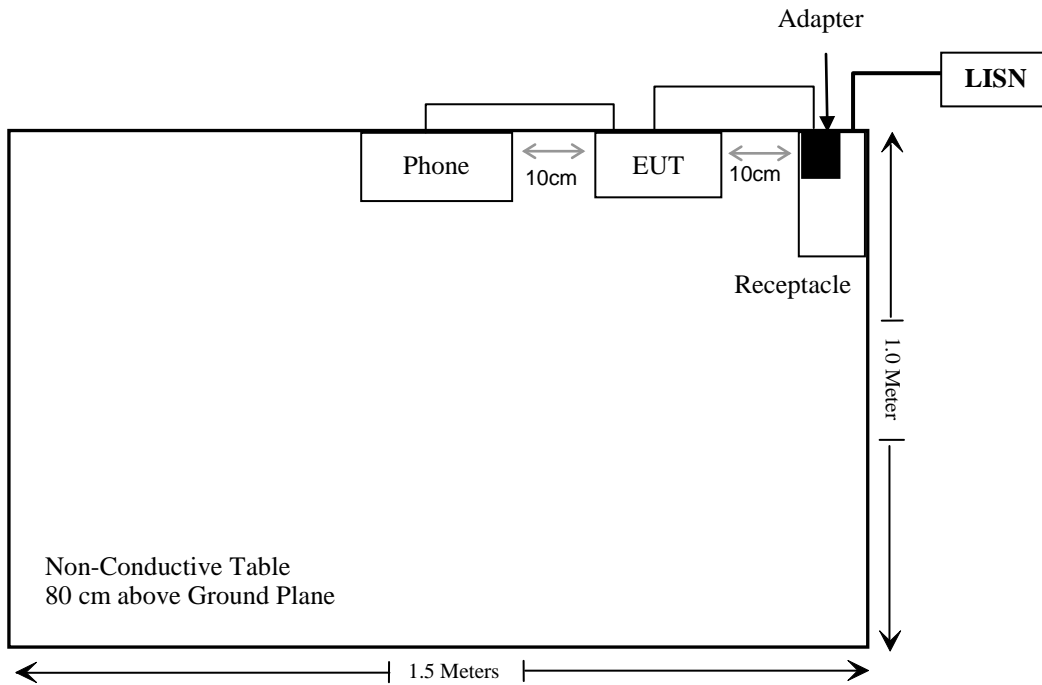 Adapter
LISN
Phone
10cm
EUT
10cm
Receptacle
1.0 Meter
Non-Conductive Table
80 cm above Ground Plane
1.5 Meters